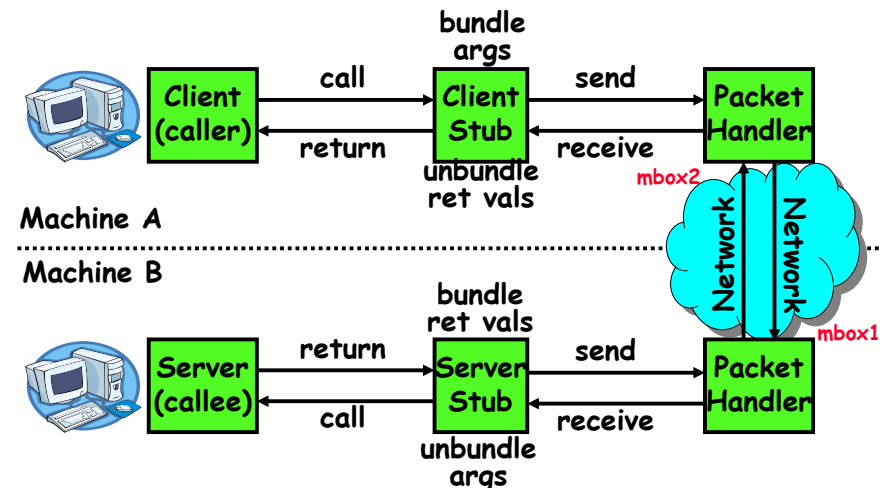 bundle
args
call
send
Client
(caller)
Client
Stub
Packet
Handler
return
receive
unbundle
ret vals
mbox2
Machine A
Network
Network
Machine B
mbox1
bundle
ret vals
return
send
Server
(callee)
Server
Stub
Packet
Handler
call
receive
unbundle
args